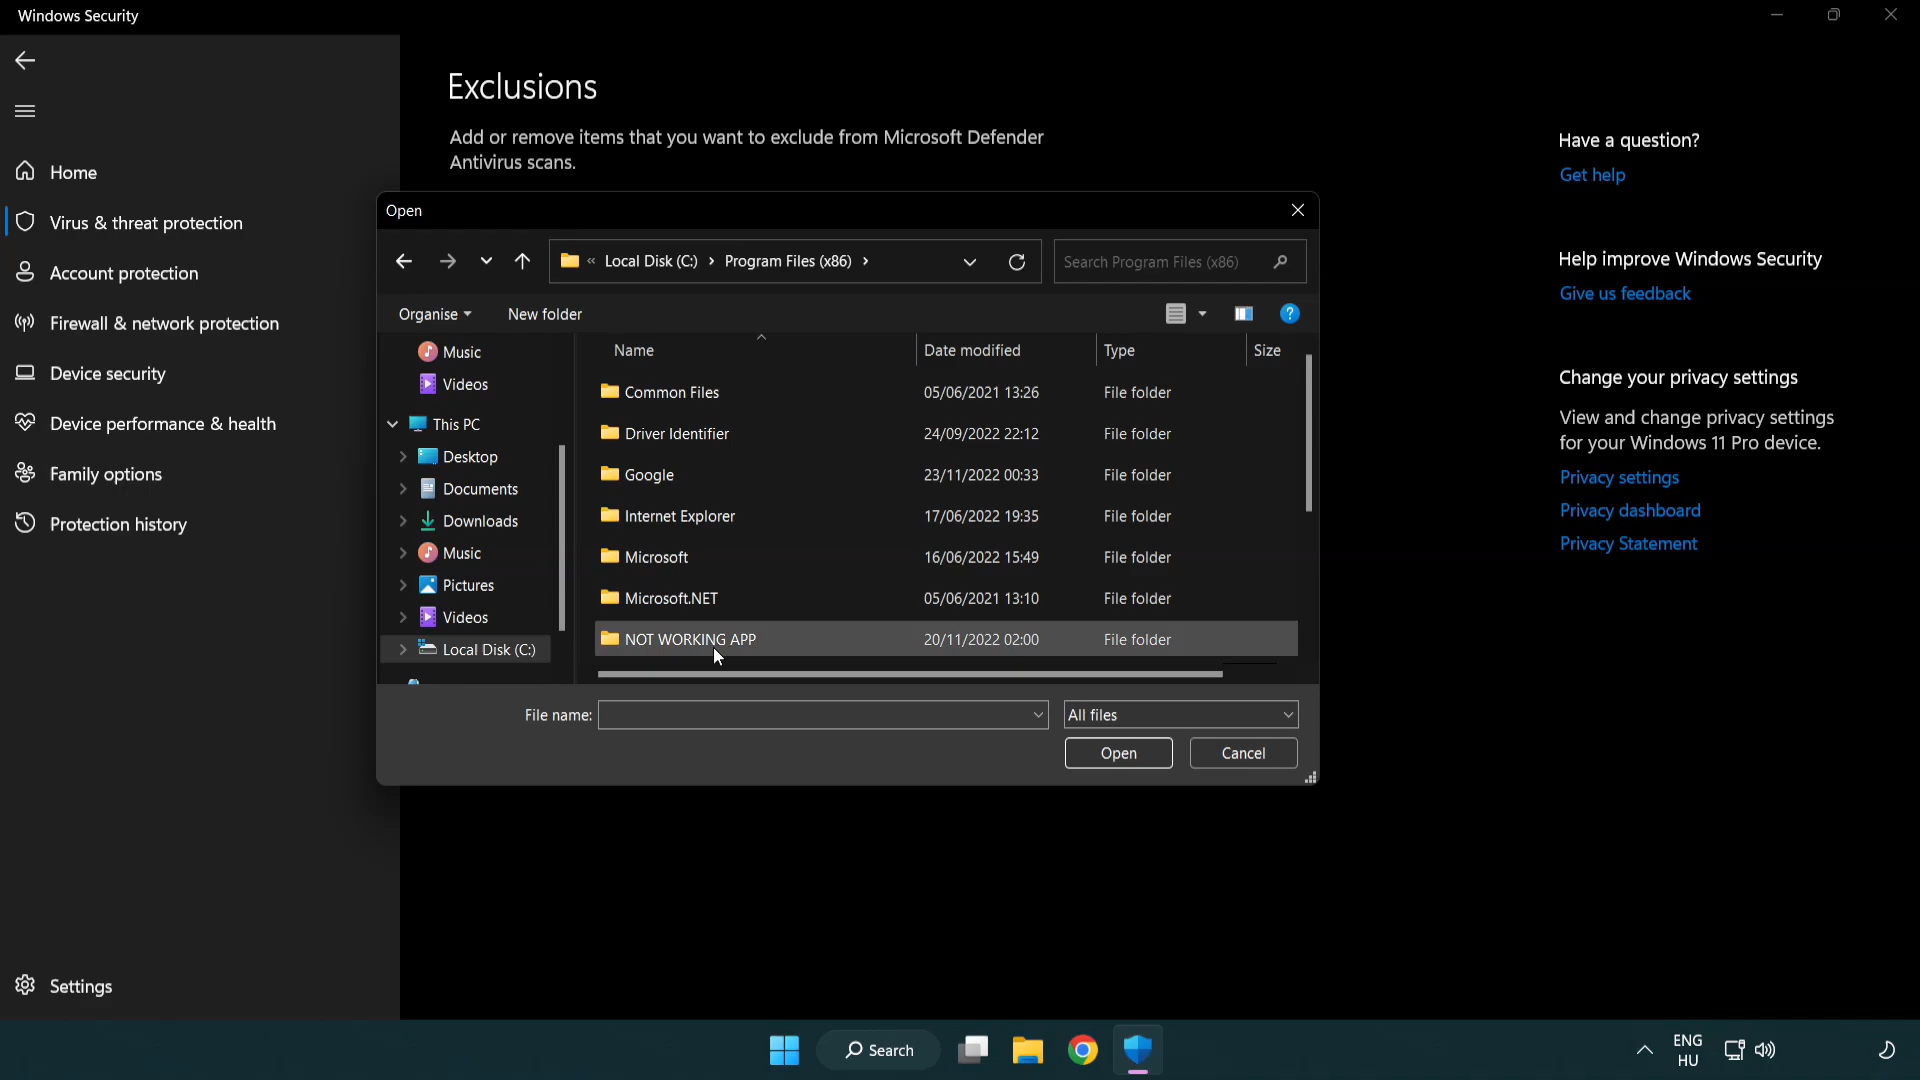 Windows Security
Home
Virus & threat protection
Account protection
Firewall & network protection
Device security
Device performance & health
Family options
Protection history
Settings
Exclusions
Add or remove items that you want to exclude from Microsoft Defender
Antivirus scans.
Open
« Local Disk (C:) › Program Files (x86) ›
Search Program Files (x86)
Organise
New folder
?
Music
Videos
This PC
Desktop
Documents
Downloads
Music
Pictures
Videos
Local Disk (C:)
Name Date modified Type Size
Common Files 05/06/2021 13:26 File folder
Driver Identifier 24/09/2022 22:12 File folder
Google 23/11/2022 00:33 File folder
Internet Explorer 17/06/2022 19:35 File folder
Microsoft 16/06/2022 15:49 File folder
Microsoft.NET 05/06/2021 13:10 File folder
NOT WORKING APP 20/11/2022 02:00 File folder
File name:
All files
Open
Cancel
Have a question?
Get help
Help improve Windows Security
Give us feedback
Change your privacy settings
View and change privacy settings
for your Windows 11 Pro device.
Privacy settings
Privacy dashboard
Privacy Statement
Search
ENG
HU